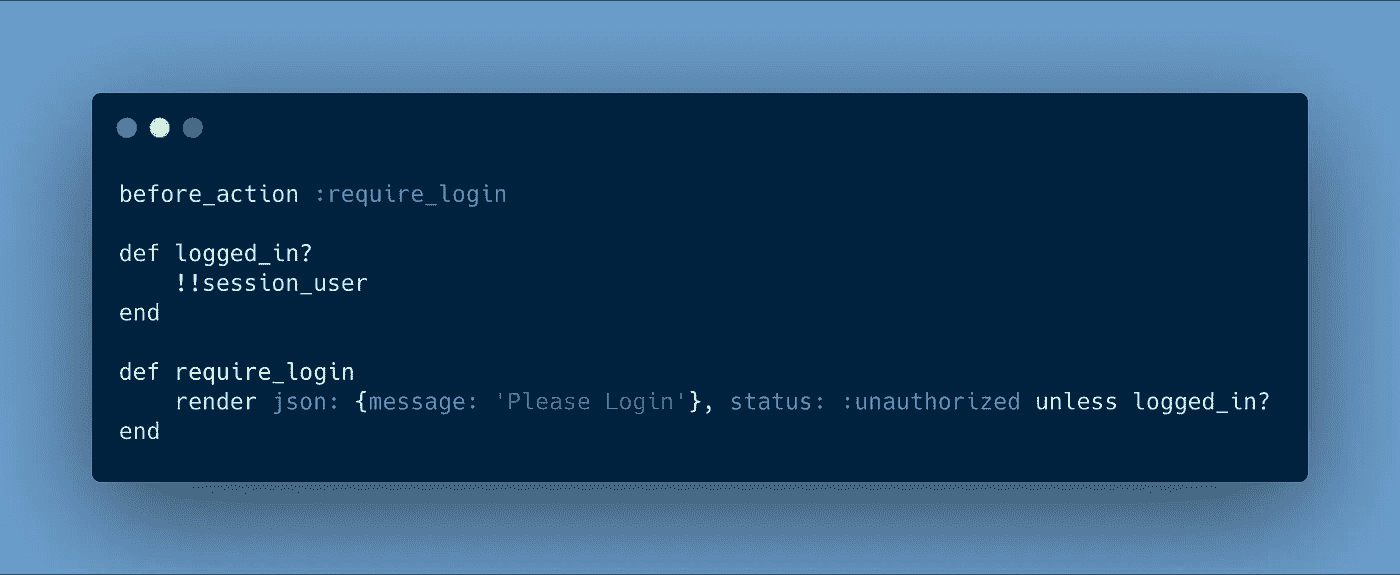 before_action :require_login
def logged_in?
    !!session_user
end
def require_login
    render json: {message: 'Please Login'}, status: :unauthorized unless logged_in?
end